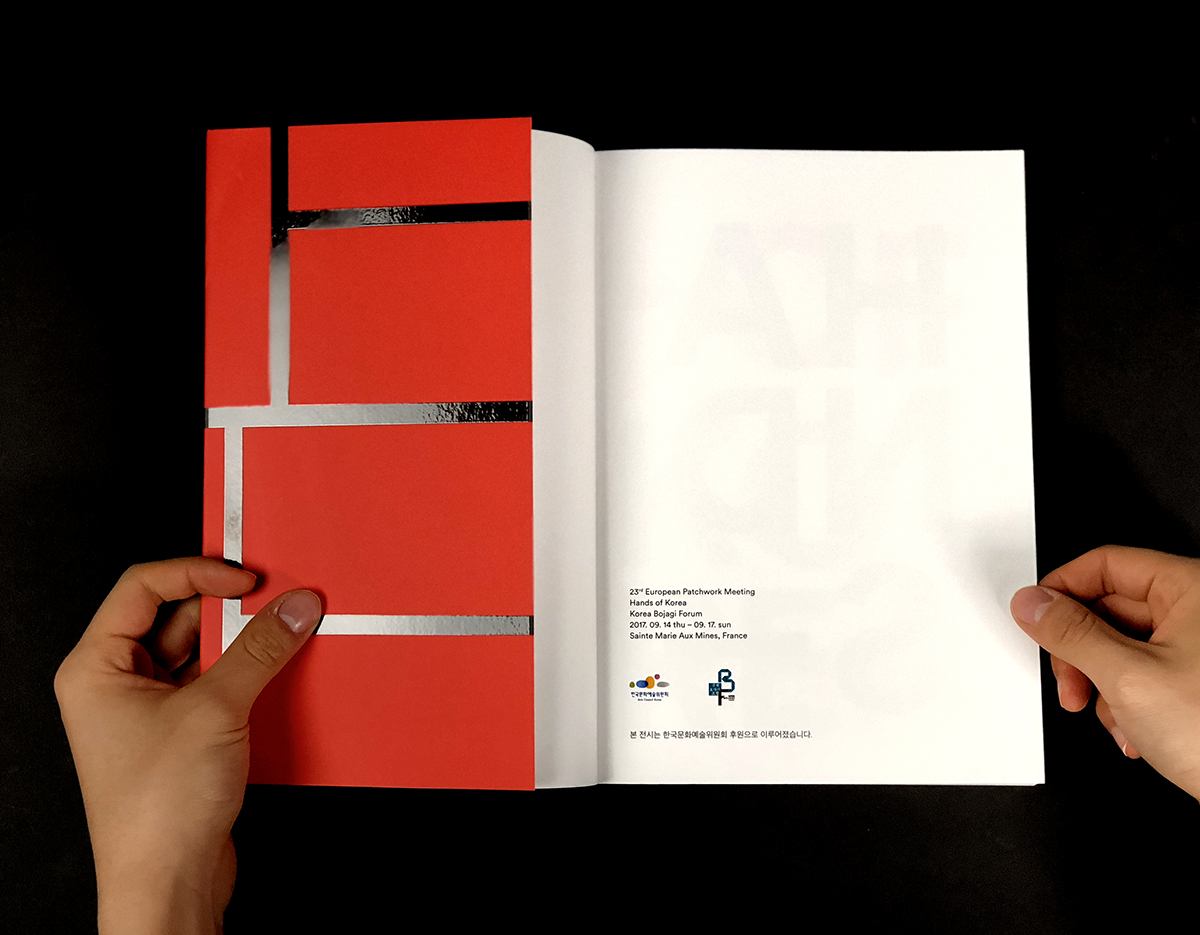 23rd European Patchwork Meeting
Hands of Korea
Korea Bojagi Forum
2017. 09. 14 thu – 09. 17. sun
Sainte Marie Aux Mines, France
한국문화예술위원회
Arts Council Korea
본 전시는 한국문화예술위원회 후원으로 이루어졌습니다.